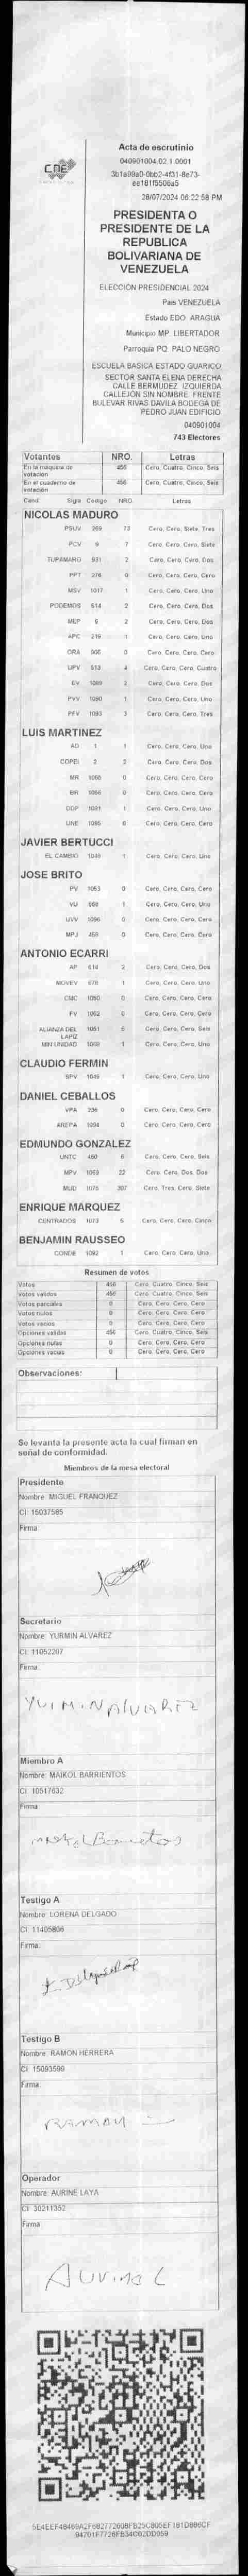 Acta de escrutinio
040901004.02.1.0001
28/07/2024 06:22:58 PM
PRESIDENTA O
PRESIDENTE DE LA
REPUBLICA
BOLIVARIANA DE
VENEZUELA
ELECCIÓN PRESIDENCIAL 2024
País VENEZUELA
Estado EDO. ARAGUA
Municipio MP. LIBERTADOR
Parroquia PQ. PALO NEGRO
ESCUELA BASICA ESTADO GUARICO
SECTOR SANTA ELENA DERECHA
CALLE BERMUDEZ. IZQUIERDA
CALLEJÓN SIN NOMBRE. FRENTE
BULEVAR RIVAS DAVILA BODEGA DE
PEDRO JUAN EDIFICIO
040901004
743 Electores
Votantes NRO. Letras
En la máquina de votación 456 Cero, Cuatro, Cinco, Seis
En el cuaderno de votación 456 Cero, Cuatro, Cinco, Seis
Cand Sigla Código NRO. Letras
NICOLAS MADURO
PSUV 269 73 Cero, Cero, Siete, Tres
PCV 9 7 Cero, Cero, Cero, Siete
TUPAMARO 931 2 Cero, Cero, Cero, Dos
PPT 276 0 Cero, Cero, Cero, Cero
MSV 1017 1 Cero, Cero, Cero, Uno
PODEMOS 514 2 Cero, Cero, Cero, Dos
MEP 6 2 Cero, Cero, Cero, Dos
APC 219 1 Cero, Cero, Cero, Uno
ORA 906 0 Cero, Cero, Cero, Cero
UPV 613 4 Cero, Cero, Cero, Cuatro
EV 1089 2 Cero, Cero, Cero, Dos
PVV 1090 1 Cero, Cero, Cero, Uno
PFV 1093 3 Cero, Cero, Cero, Tres
LUIS MARTINEZ
AD 1 1 Cero, Cero, Cero, Uno
COPEI 2 2 Cero, Cero, Cero, Dos
MR 1068 0 Cero, Cero, Cero, Cero
BR 1066 0 Cero, Cero, Cero, Cero
DDP 1091 1 Cero, Cero, Cero, Uno
UNE 1095 0 Cero, Cero, Cero, Cero
JAVIER BERTUCCI
EL CAMBIO 1049 1 Cero, Cero, Cero, Uno
JOSE BRITO
PV 1053 0 Cero, Cero, Cero, Cero
VU 1 Cero, Cero, Cero, Uno
UVV 1096 0 Cero, Cero, Cero, Cero
MPJ 469 0 Cero, Cero, Cero, Cero
ANTONIO ECARRI
AP 614 2 Cero, Cero, Cero, Dos
MOVEV 678 1 Cero, Cero, Cero, Uno
CMC 1050 0 Cero, Cero, Cero, Cero
FV 1062 0 Cero, Cero, Cero, Cero
ALIANZA DEL LAPIZ 1061 6 Cero, Cero, Cero, Seis
MIN UNIDAD 1069 1 Cero, Cero, Cero, Uno
CLAUDIO FERMIN
SPV 1046 1 Cero, Cero, Cero, Uno
DANIEL CEBALLOS
VPA 236 0 Cero, Cero, Cero, Cero
AREPA 1094 0 Cero, Cero, Cero, Cero
EDMUNDO GONZALEZ
UNTC 460 6 Cero, Cero, Cero, Seis
MPV 1063 22 Cero, Cero, Dos, Dos
MUD 1075 307 Cero, Tres, Cero, Siete
ENRIQUE MARQUEZ
CENTRADOS 1073 5 Cero, Cero, Cero, Cinco
BENJAMIN RAUSSEO
CONDE 1092 1 Cero, Cero, Cero, Uno
Resumen de votos
Votos 456 Cero, Cuatro, Cinco, Seis
Votos validos 456 Cero, Cuatro, Cinco, Seis
Votos parciales 0 Cero, Cero, Cero, Cero
Votos nulos 0 Cero, Cero, Cero, Cero
Votos vacios 0 Cero, Cero, Cero, Cero
Opciones validas 456 Cero, Cuatro, Cinco, Seis
Opciones nulas 0 Cero, Cero, Cero, Cero
Opciones vacias 0 Cero, Cero, Cero, Cero
Observaciones:
Se levanta la presente acta la cual firman en
señal de conformidad.
Miembros de la mesa electoral
Presidente
Nombre: MIGUEL FRANQUEZ
CI: 15037585
Firma:
Secretario
Nombre: YURMIN ALVAREZ
CI: 11052207
Firma:
YURMIN ALVAREZ
Miembro A
Nombre: MAIKOL BARRIENTOS
CI: 10517632
Firma:
Maikol Barrientos
Testigo A
Nombre: LORENA DELGADO
CI: 11405806
Firma:
Testigo B
Nombre: RAMON HERRERA
CI: 15093599
Firma:
RAMON
Operador
Nombre: AURINE LAYA
CI: 30211352
Firma:
Aurine L